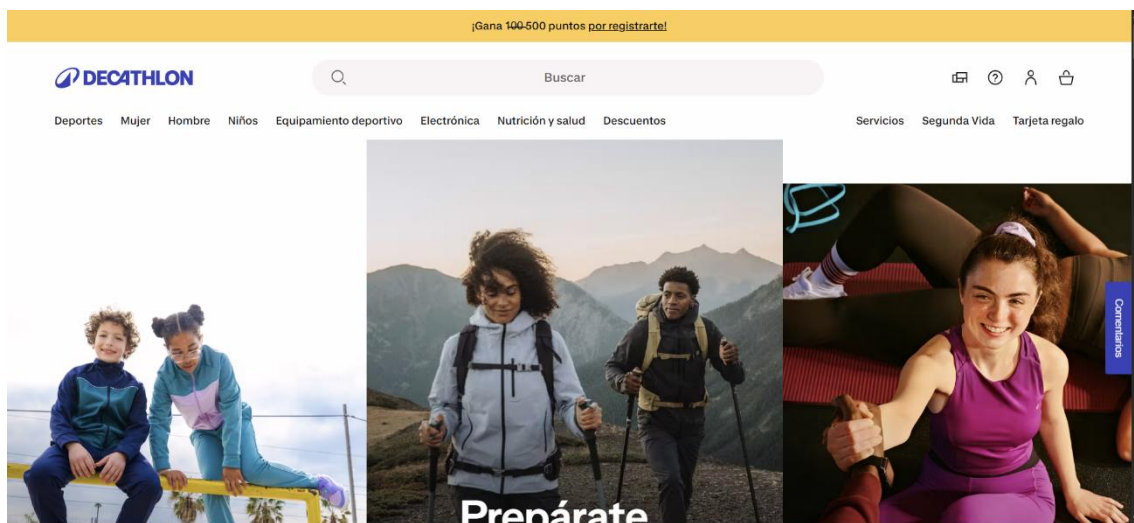 ¡Gana 100 500 puntos por registrarte!
DECATHLON
Buscar
Deportes Mujer Hombre Niños Equipamiento deportivo Electrónica Nutrición y salud Descuentos Servicios Segunda Vida Tarjeta regalo
Comentarios
Prepárate